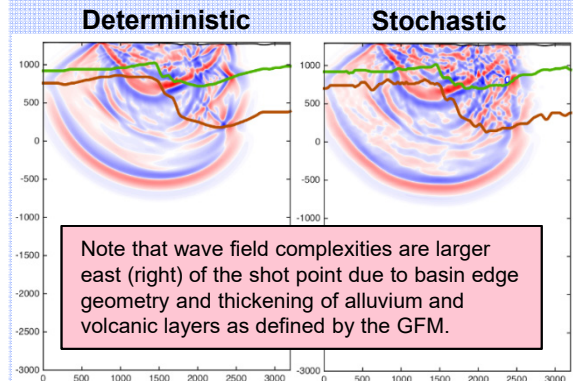 Deterministic Stochastic
1000
500
0
-500
-1000
-1500
-2000
-2500
-3000
0 500 1000 1500 2000 2500 3000
1000
500
0
-500
-1000
-3000
0 500 1000 1500 2000 2500 3000
Note that wave field complexities are larger
east (right) of the shot point due to basin edge
geometry and thickening of alluvium and
volcanic layers as defined by the GFM.